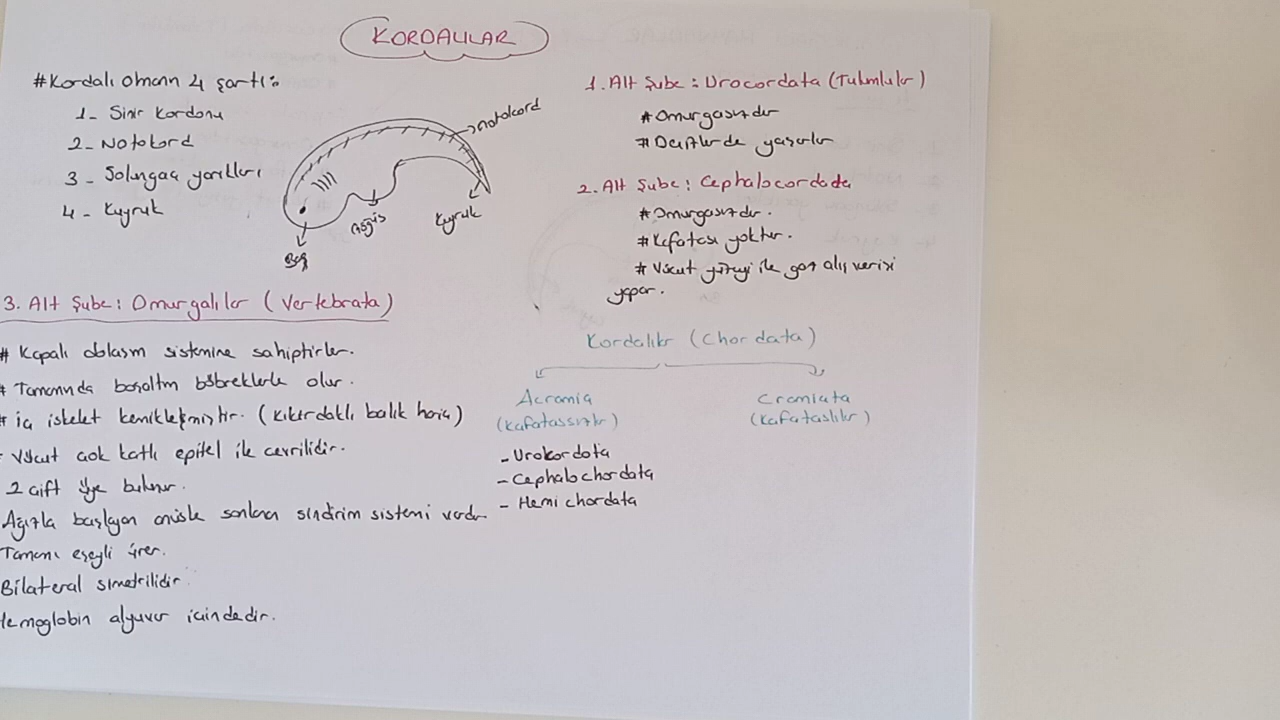 KORDALILAR
#Kordalı olmanın 4 şartı:
1- Sinir kordonu
2- Notokord
3- Solungaç yarıkları
4- Kuyruk
notokord
Baş
Kuyruk
1. Alt Şube: Urocordata (Tulumlular)
#Omurgasızdır
#Denizlerde yaşarlar
2. Alt Şube: Cephalocordata
#Omurgasızdır.
#Kafatası yoktur.
#Vücut yüzeyi ile gaz alış verişi
yapar.
3. Alt Şube: Omurgalılar (Vertebrata)
# Kapalı dolaşım sistemine sahiptirler.
# Tamamında boşaltım böbreklerle olur.
# iç iskelet kemikleşmiştir. (kıkırdaklı balık hariç)
- Vücut çok katlı epitel ile çevrilidir.
2 çift üye bulunur.
Ağızla başlayan anüsle sonlanan sindirim sistemi vardır
Tamamı eşeyli ürer.
Bilateral simetrilidir.
Hemoglobin alyuvar içindedir.
Kordalılar (Chordata)
Acrania
(kafatassızlar)
- Urokordata
- Cephalochordata
- Hemichordata
Craniata
(kafataslılar)